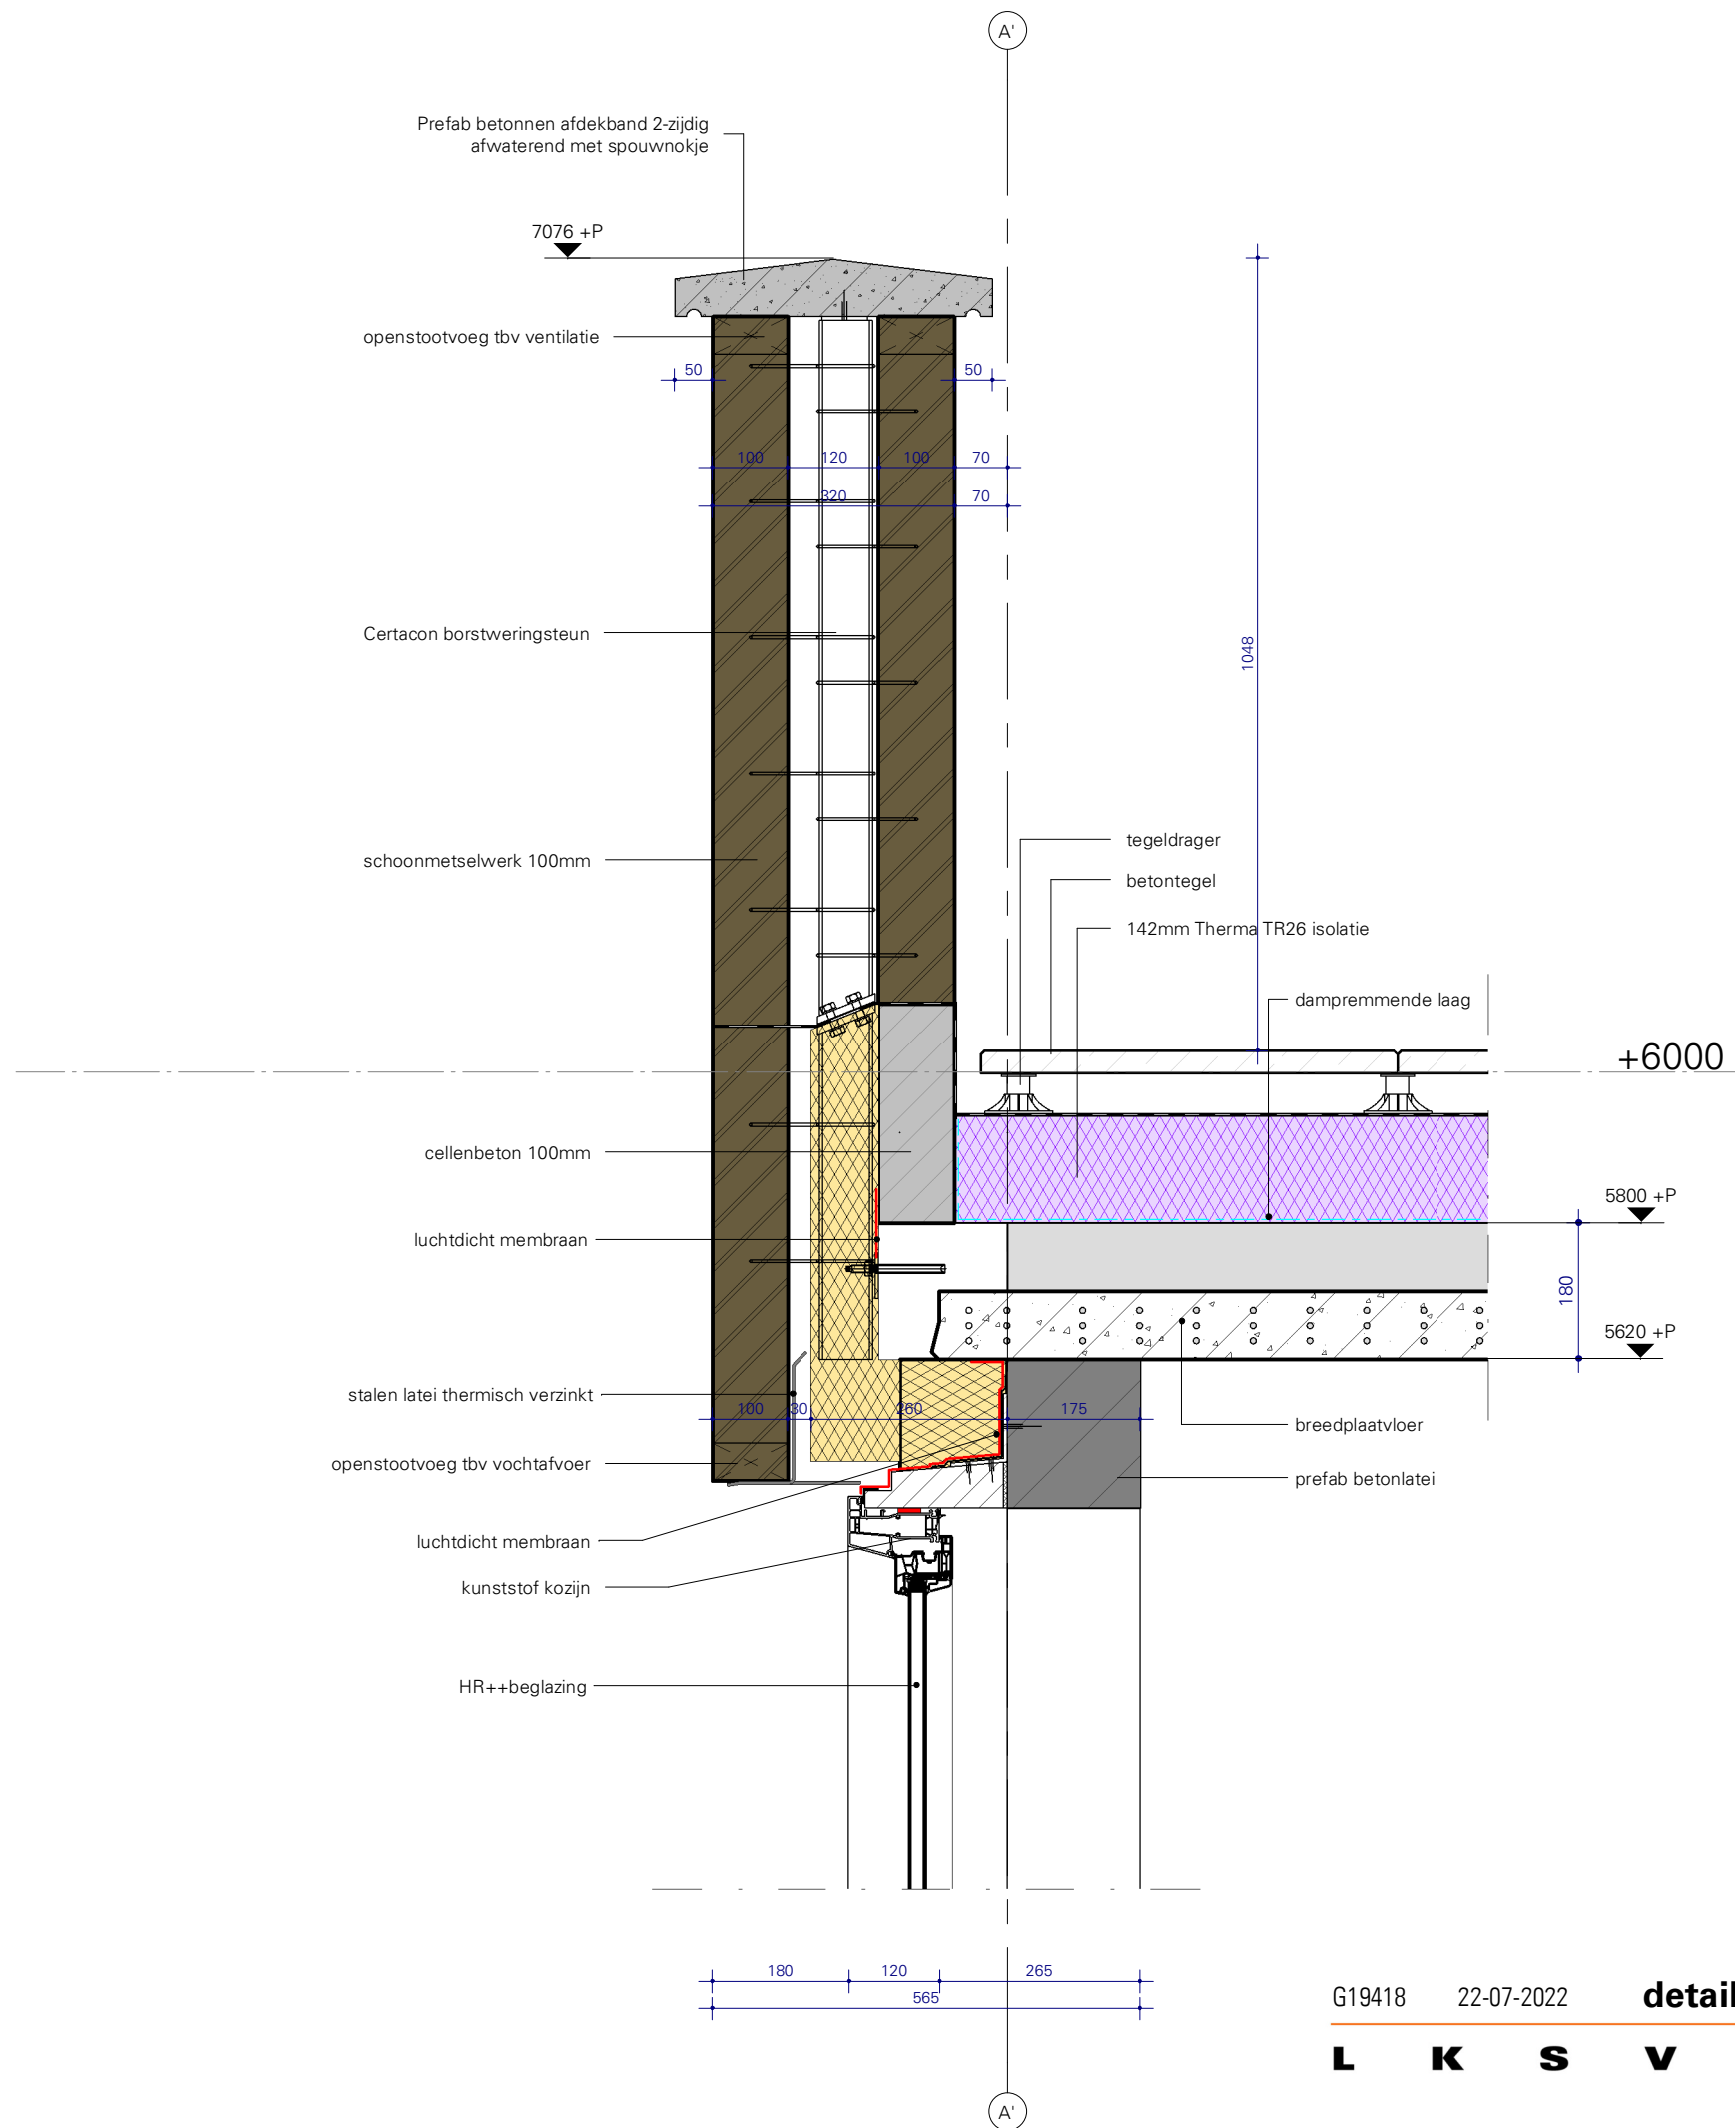 A'
Prefab betonnen afdekband 2-zijdig
afwaterend met spouwnokje
7076 +P
openstootvoeg tbv ventilatie
50
50
100
120
100
70
320
70
Certacon borstweringsteun
1048
schoonmetselwerk 100mm
tegeldrager
betontegel
142mm Therma TR26 isolatie
dampremmende laag
+6000
cellenbeton 100mm
5800 +P
luchtdicht membraan
180
5620 +P
stalen latei thermisch verzinkt
100
30
260
175
breedplaatvloer
openstootvoeg tbv vochtafvoer
prefab betonlatei
luchtdicht membraan
kunststof kozijn
HR++beglazing
180
120
265
565
G19418 22-07-2022 detail
L K S V
A'